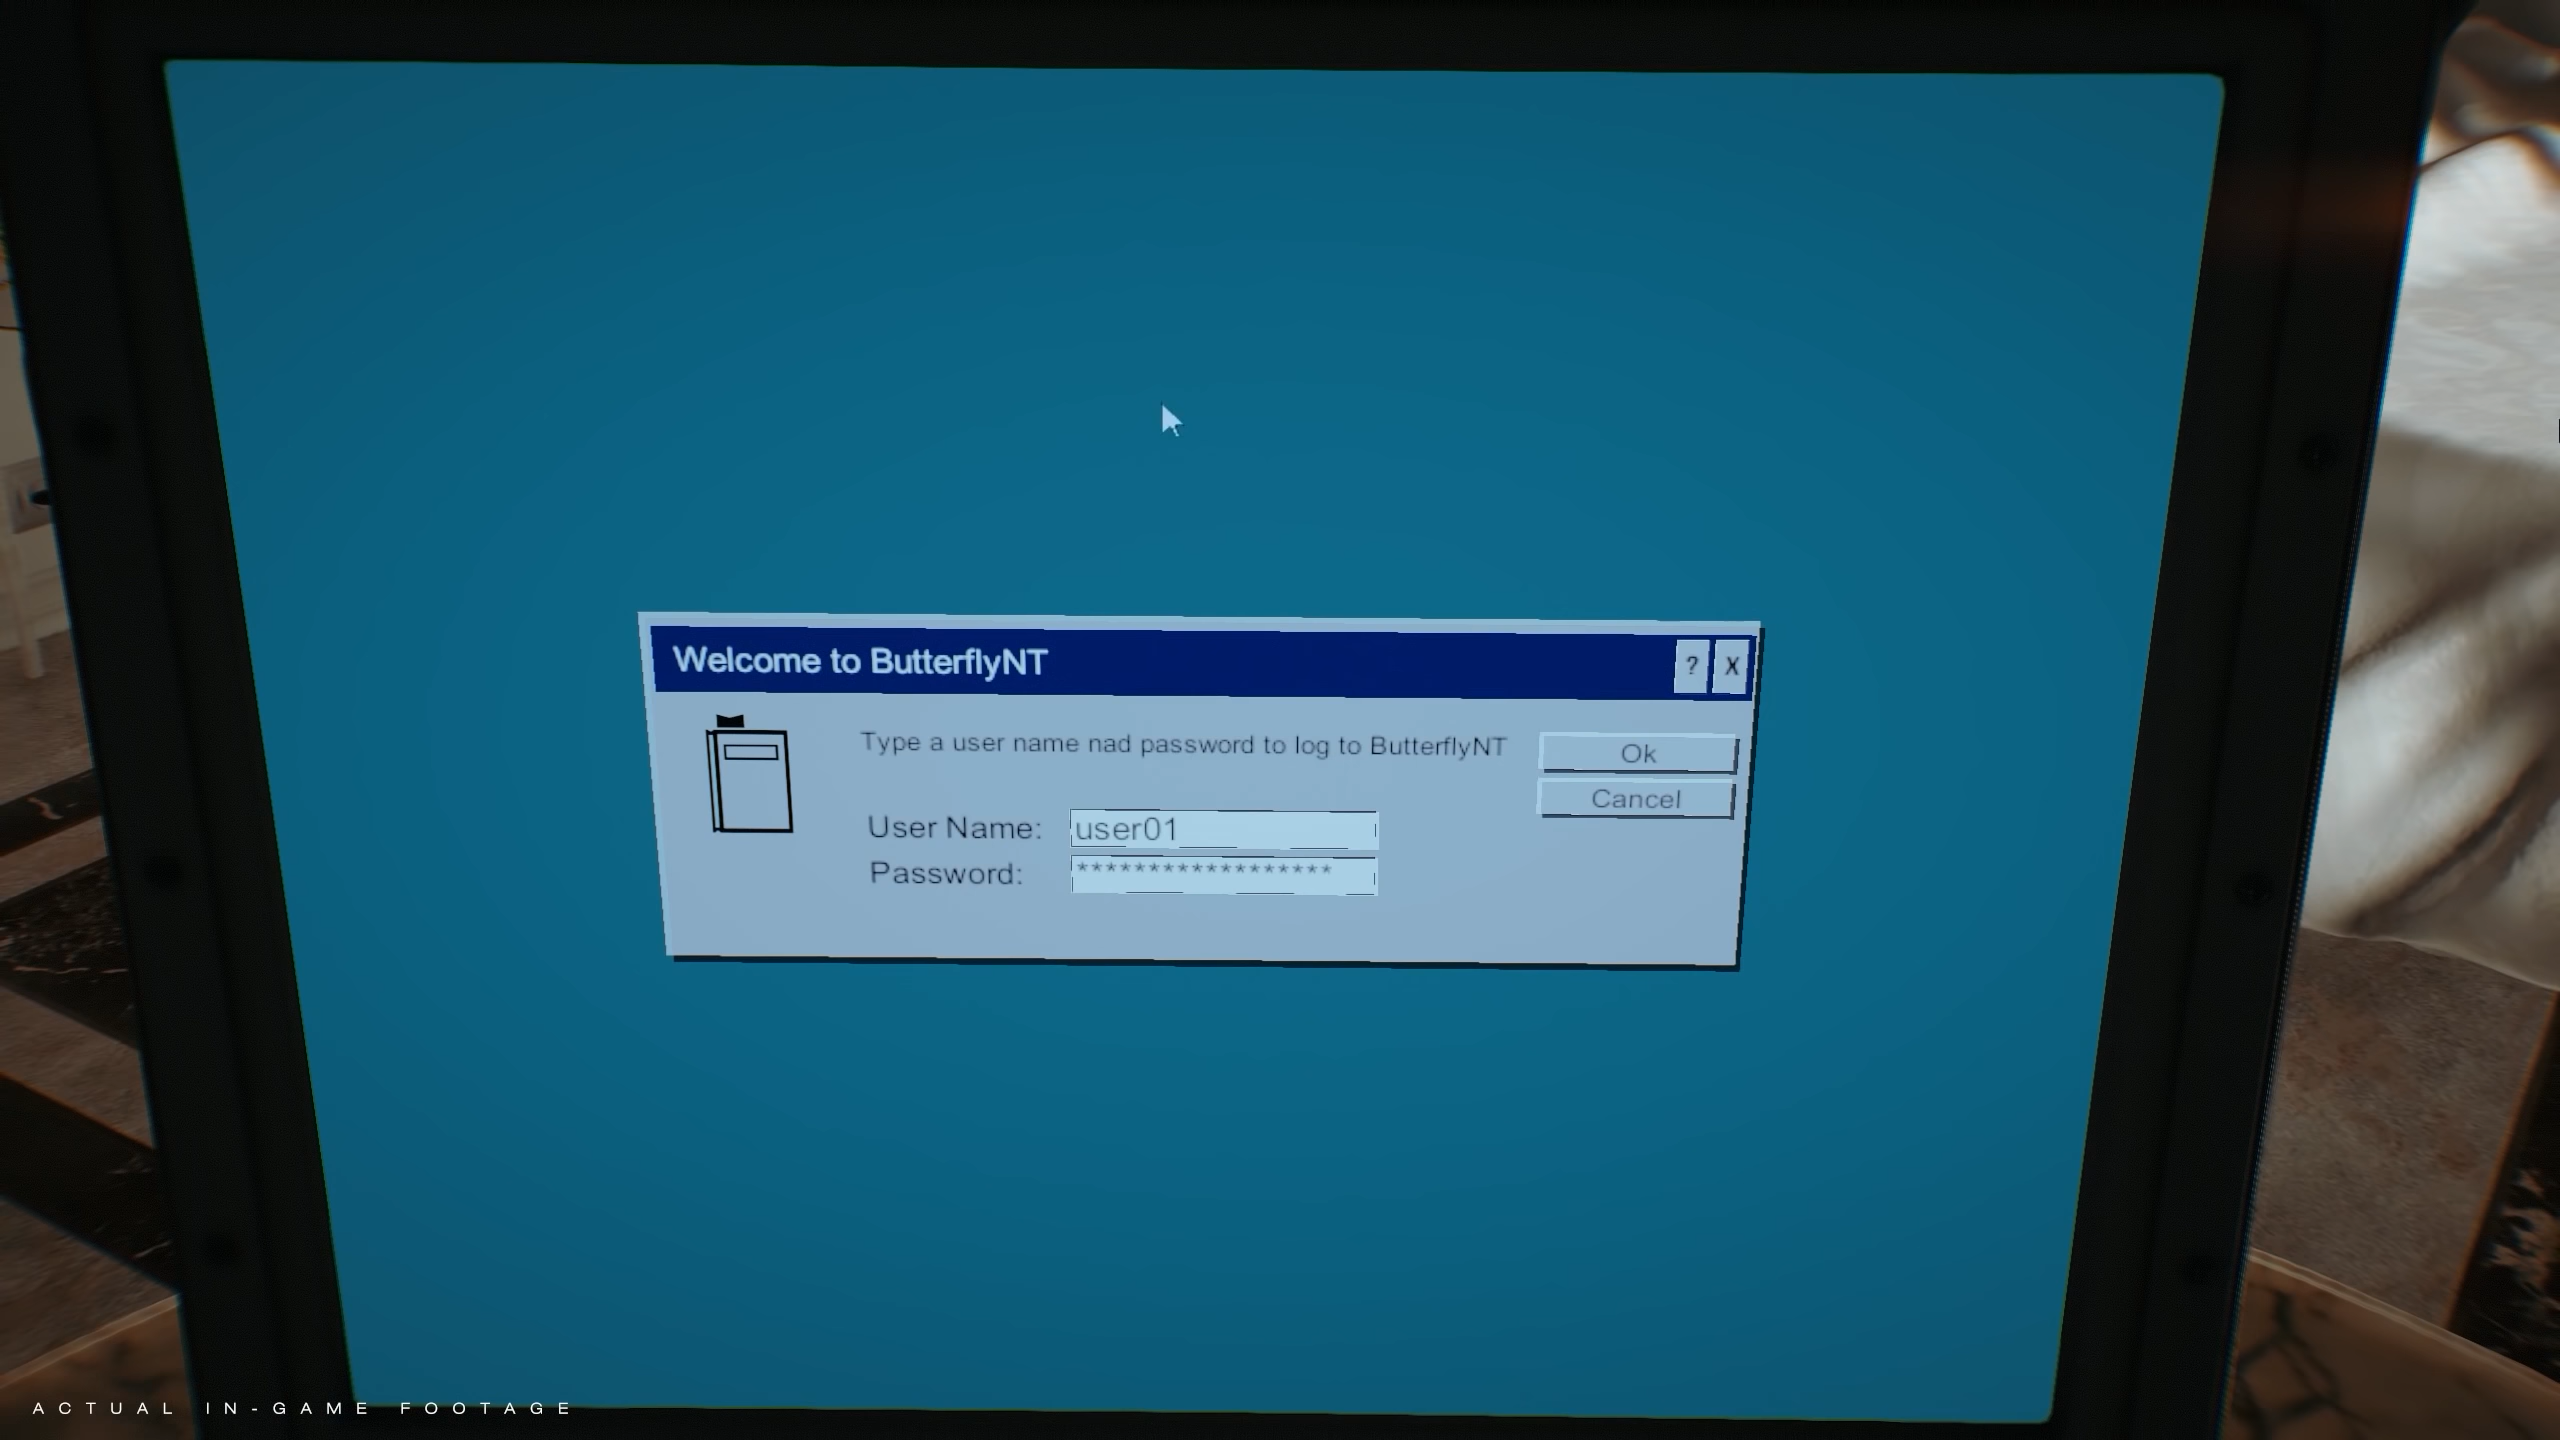 Welcome to ButterflyNT
? X
Type a user name nad password to log to ButterflyNT
Ok
Cancel
User Name: user01
Password: ******************
ACTUAL IN-GAME FOOTAGE